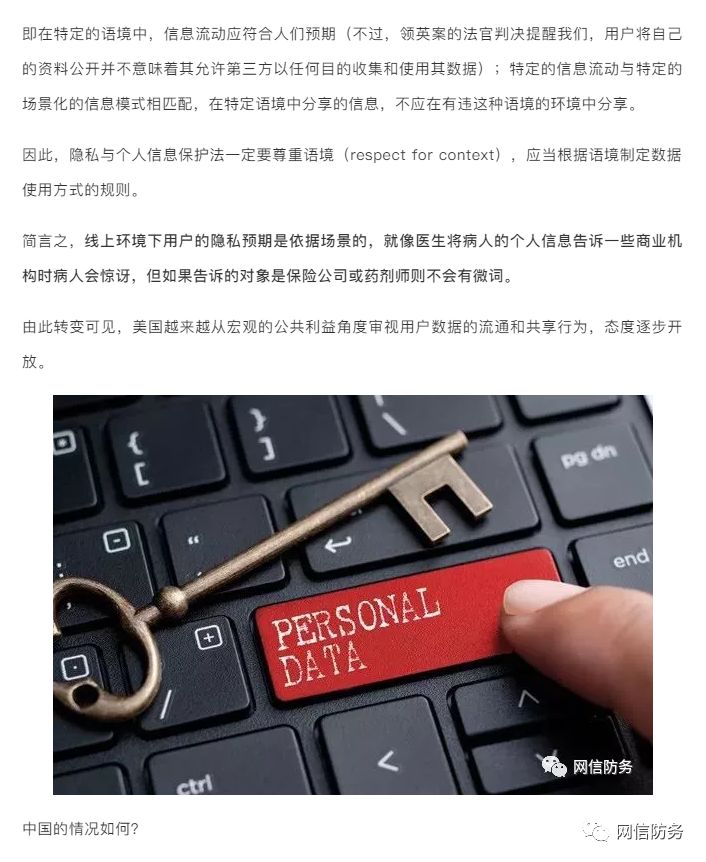 即在特定的语境中，信息流动应符合人们预期（不过，领英案的法官判决提醒我们，用户将自己
的资料公开并不意味着其允许第三方以任何目的收集和使用其数据）；特定的信息流动与特定的
场景化的信息模式相匹配，在特定语境中分享的信息，不应在有违这种语境的环境中分享。
因此，隐私与个人信息保护法一定要尊重语境（respect for context），应当根据语境制定数据
使用方式的规则。
简言之，线上环境下用户的隐私预期是依据场景的，就像医生将病人的个人信息告诉一些商业机
构时病人会惊讶，但如果告诉的对象是保险公司或药剂师则不会有微词。
由此转变可见，美国越来越从宏观的公共利益角度审视用户数据的流通和共享行为，态度逐步开
放。
{
[
}
]
\
pg dn
"
end
PERSONAL
DATA
/
<
ctrl
网信防务
中国的情况如何？
网信防务